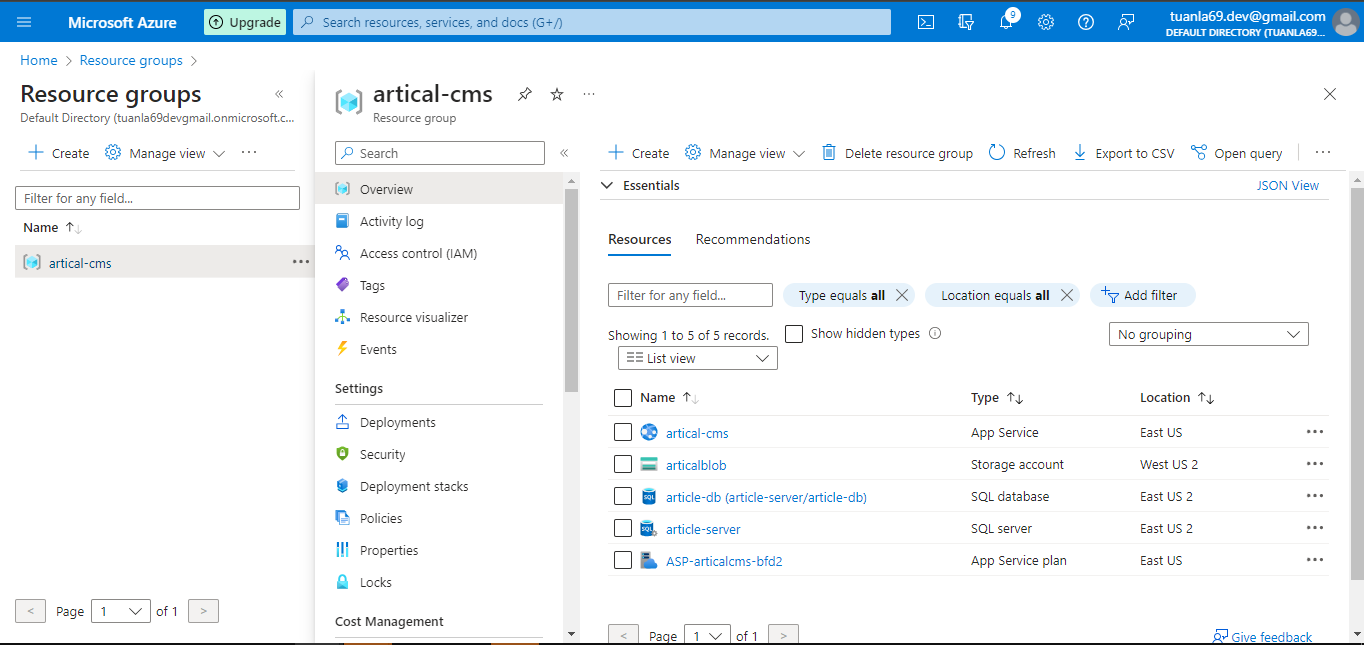 Microsoft Azure
Upgrade
Search resources, services, and docs (G+/)
9
tuanla69.dev@gmail.com
DEFAULT DIRECTORY (TUANLA69...
Home > Resource groups >
Resource groups
Default Directory (tuanla69devgmail.onmicrosoft.c...
Create
Manage view
Filter for any field...
Name
artical-cms
Page 1 of 1
artical-cms
Resource group
Search
Overview
Activity log
Access control (IAM)
Tags
Resource visualizer
Events
Settings
Deployments
Security
Deployment stacks
Policies
Properties
Locks
Cost Management
Create
Manage view
Delete resource group
Refresh
Export to CSV
Open query
Essentials
JSON View
Resources
Recommendations
Filter for any field...
Type equals all
Location equals all
Add filter
Showing 1 to 5 of 5 records.
Show hidden types
No grouping
List view
Name Type Location
artical-cms App Service East US
articalblob Storage account West US 2
article-db (article-server/article-db) SQL database East US 2
article-server SQL server East US 2
ASP-articalcms-bfd2 App Service plan East US
Page 1 of 1
Give feedback